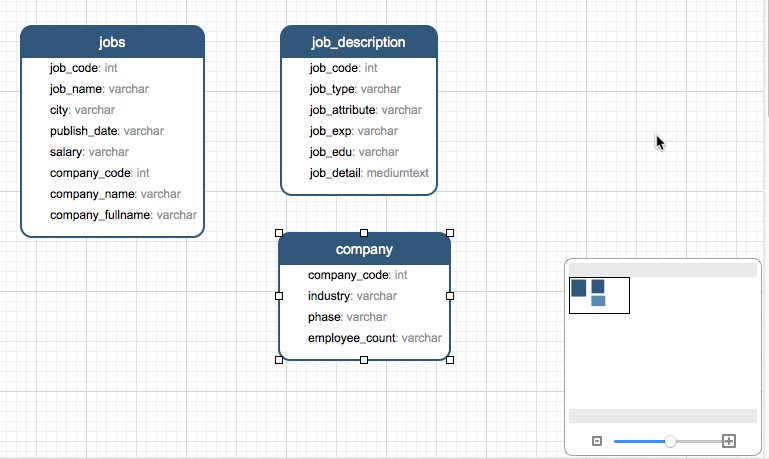 jobs
job_code: int
job_name: varchar
city: varchar
publish_date: varchar
salary: varchar
company_code: int
company_name: varchar
company_fullname: varchar
job_description
job_code: int
job_type: varchar
job_attribute: varchar
job_exp: varchar
job_edu: varchar
job_detail: mediumtext
company
company_code: int
industry: varchar
phase: varchar
employee_count: varchar